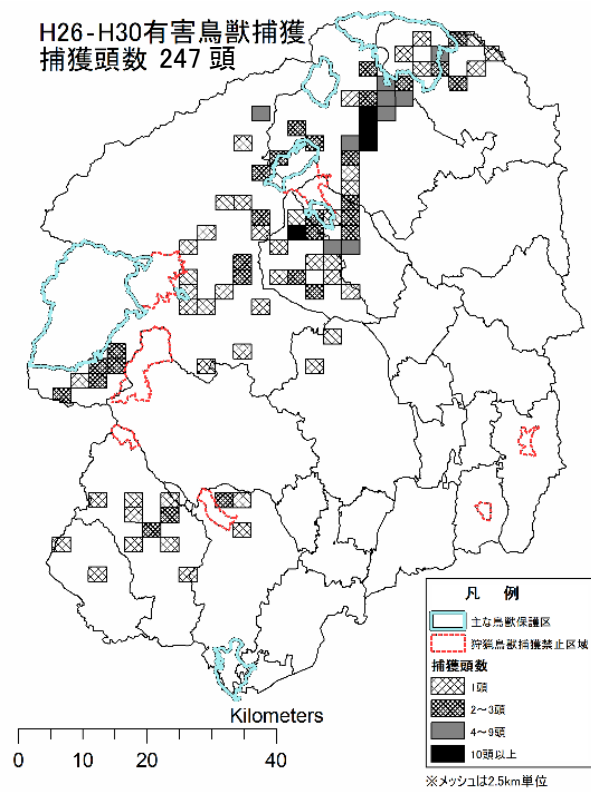 H26-H30有害鳥獣捕獲
捕獲頭数 247 頭
凡 例
主な鳥獣保護区
狩猟鳥獣捕獲禁止区域
捕獲頭数
1頭
2～3頭
4～9頭
10頭以上
Kilometers
0 10 20 40
※メッシュは2.5km単位